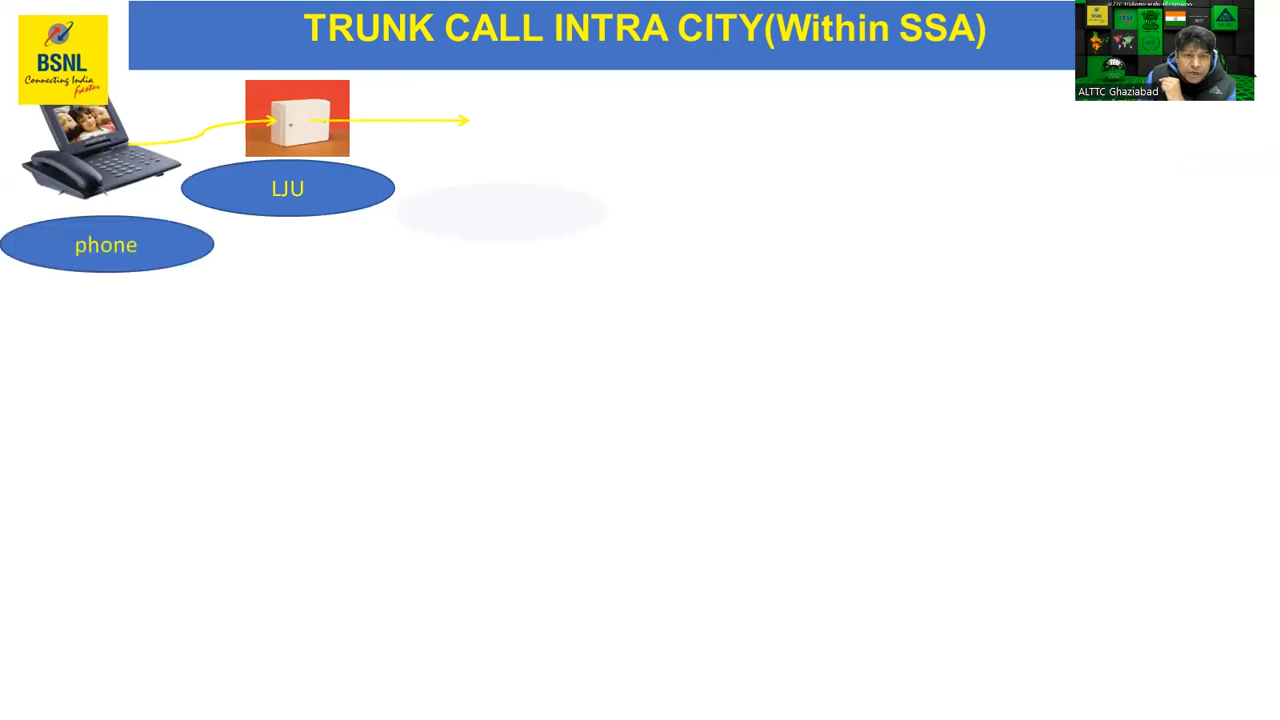 TRUNK CALL INTRA CITY(Within SSA)
BSNL
Connecting India
Faster
ALTTC Ghaziabad
LJU
phone